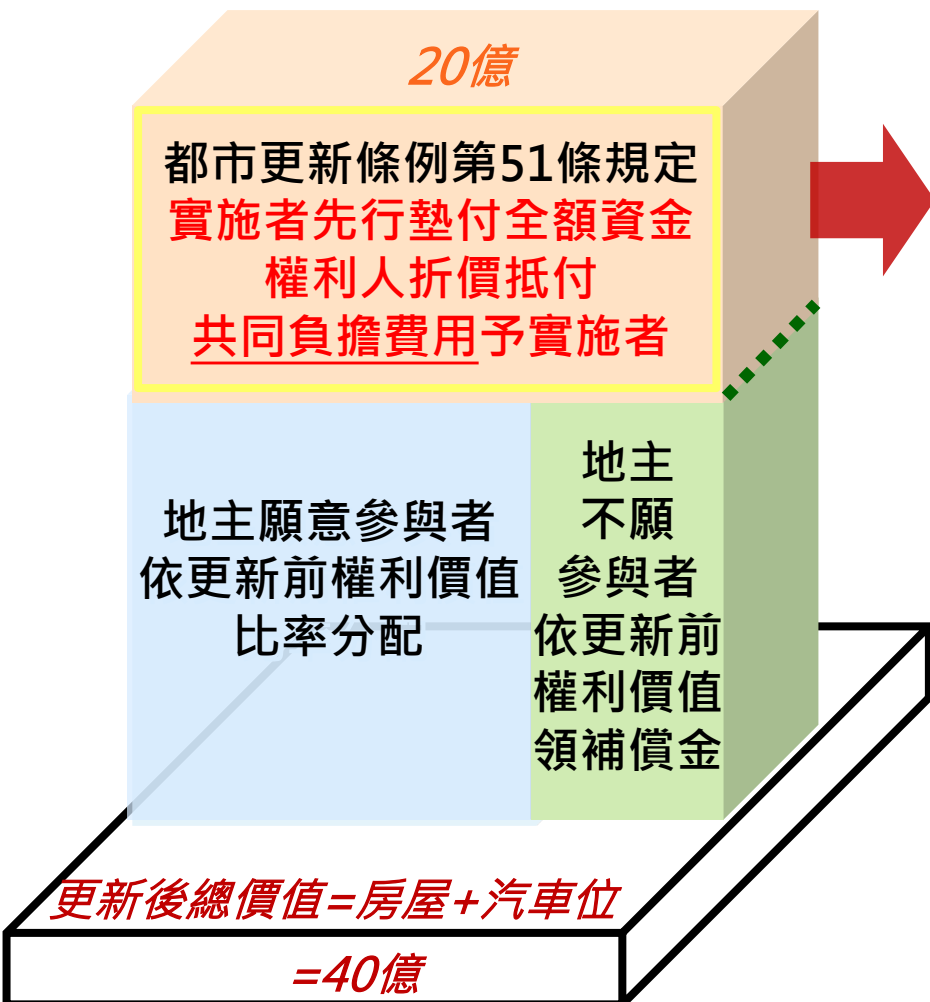 20億
都市更新條例第51條規定
實施者先行墊付全額資金
權利人折價抵付
共同負擔費用予實施者
地主願意參與者
依更新前權利價值
比率分配
地主
不願
參與者
依更新前
權利價值
領補償金
更新後總價值=房屋+汽車位
=40億